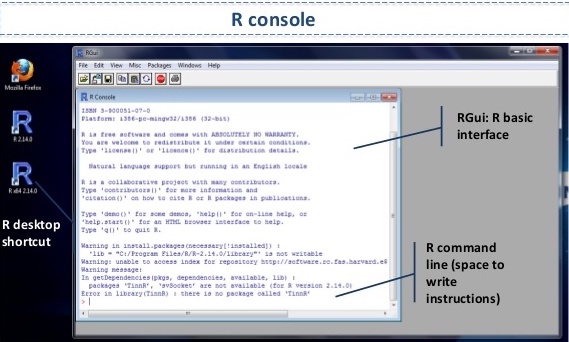 R console
Mozilla Firefox
R 2.14.0
R x64 2.14.0
R desktop
shortcut
RGui
File Edit View Misc Packages Windows Help
R Console
ISBN 3-900051-07-0
Platform: i386-pc-mingw32/i386 (32-bit)
R is free software and comes with ABSOLUTELY NO WARRANTY.
You are welcome to redistribute it under certain conditions.
Type 'license()' or 'licence()' for distribution details.
Natural language support but running in an English locale
R is a collaborative project with many contributors.
Type 'contributors()' for more information and
'citation()' on how to cite R or R packages in publications.
Type 'demo()' for some demos, 'help()' for on-line help, or
'help.start()' for an HTML browser interface to help.
Type 'q()' to quit R.
Warning in install.packages(necessary[!installed]) :
'lib = "C:/Program Files/R/R-2.14.0/library"' is not writable
Warning: unable to access index for repository http://software.rc.fas.harvard.e
Warning message:
In getDependencies(pkgs, dependencies, available, lib) :
packages 'TinnR', 'svSocket' are not available (for R version 2.14.0)
Error in library(TinnR) : there is no package called 'TinnR'
>
RGui: R basic
interface
R command
line (space to
write
instructions)